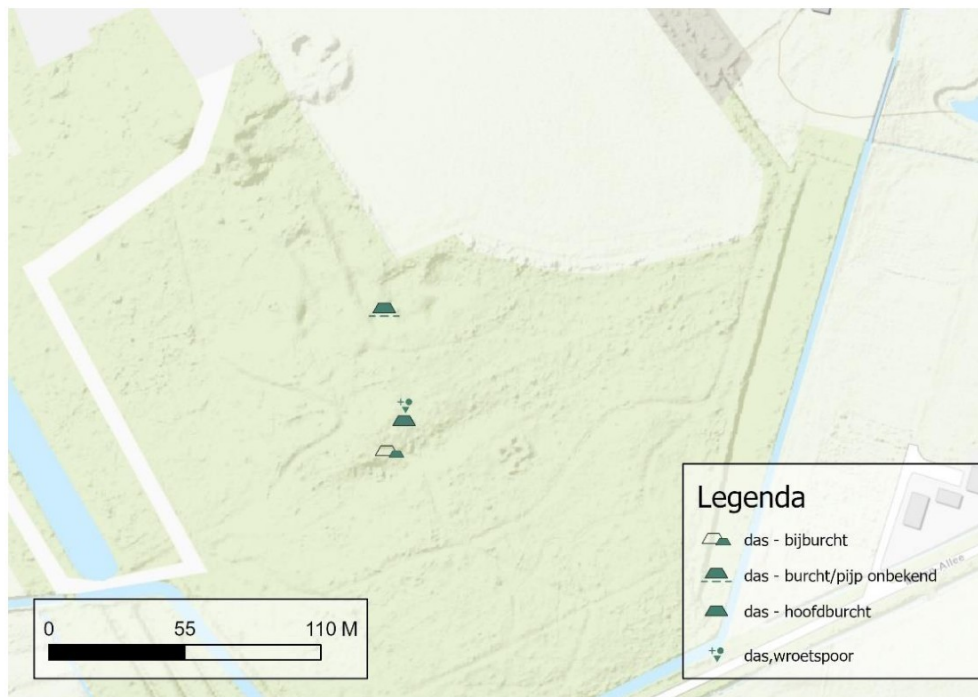 Allee
0 55 110 M
Legenda
das - bijburcht
das - burcht/pijp onbekend
das - hoofdburcht
das,wroetspoor